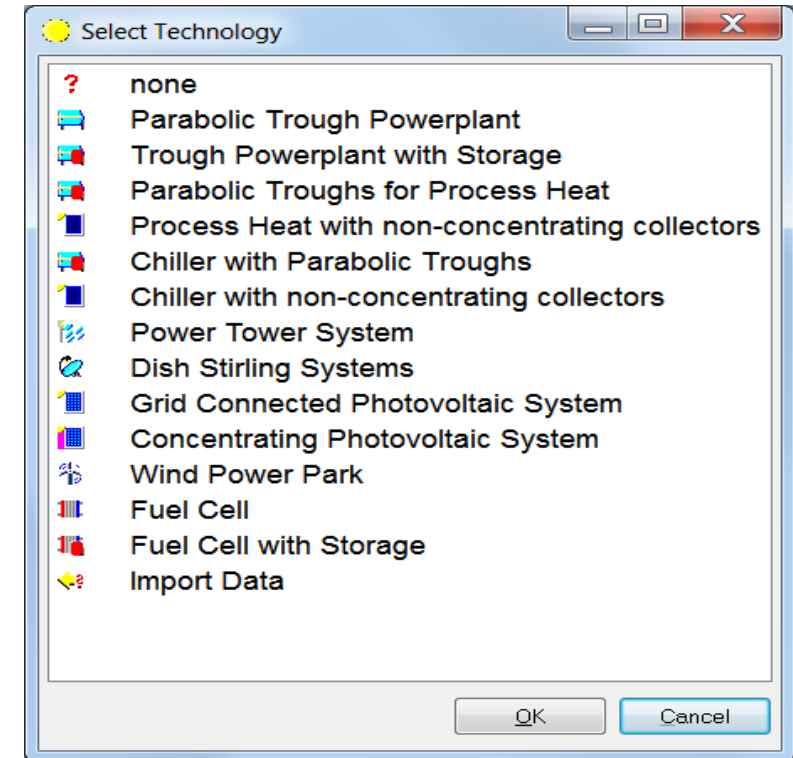 Select Technology
? none
Parabolic Trough Powerplant
Trough Powerplant with Storage
Parabolic Troughs for Process Heat
Process Heat with non-concentrating collectors
Chiller with Parabolic Troughs
Chiller with non-concentrating collectors
Power Tower System
Dish Stirling Systems
Grid Connected Photovoltaic System
Concentrating Photovoltaic System
Wind Power Park
Fuel Cell
Fuel Cell with Storage
? Import Data
OK Cancel